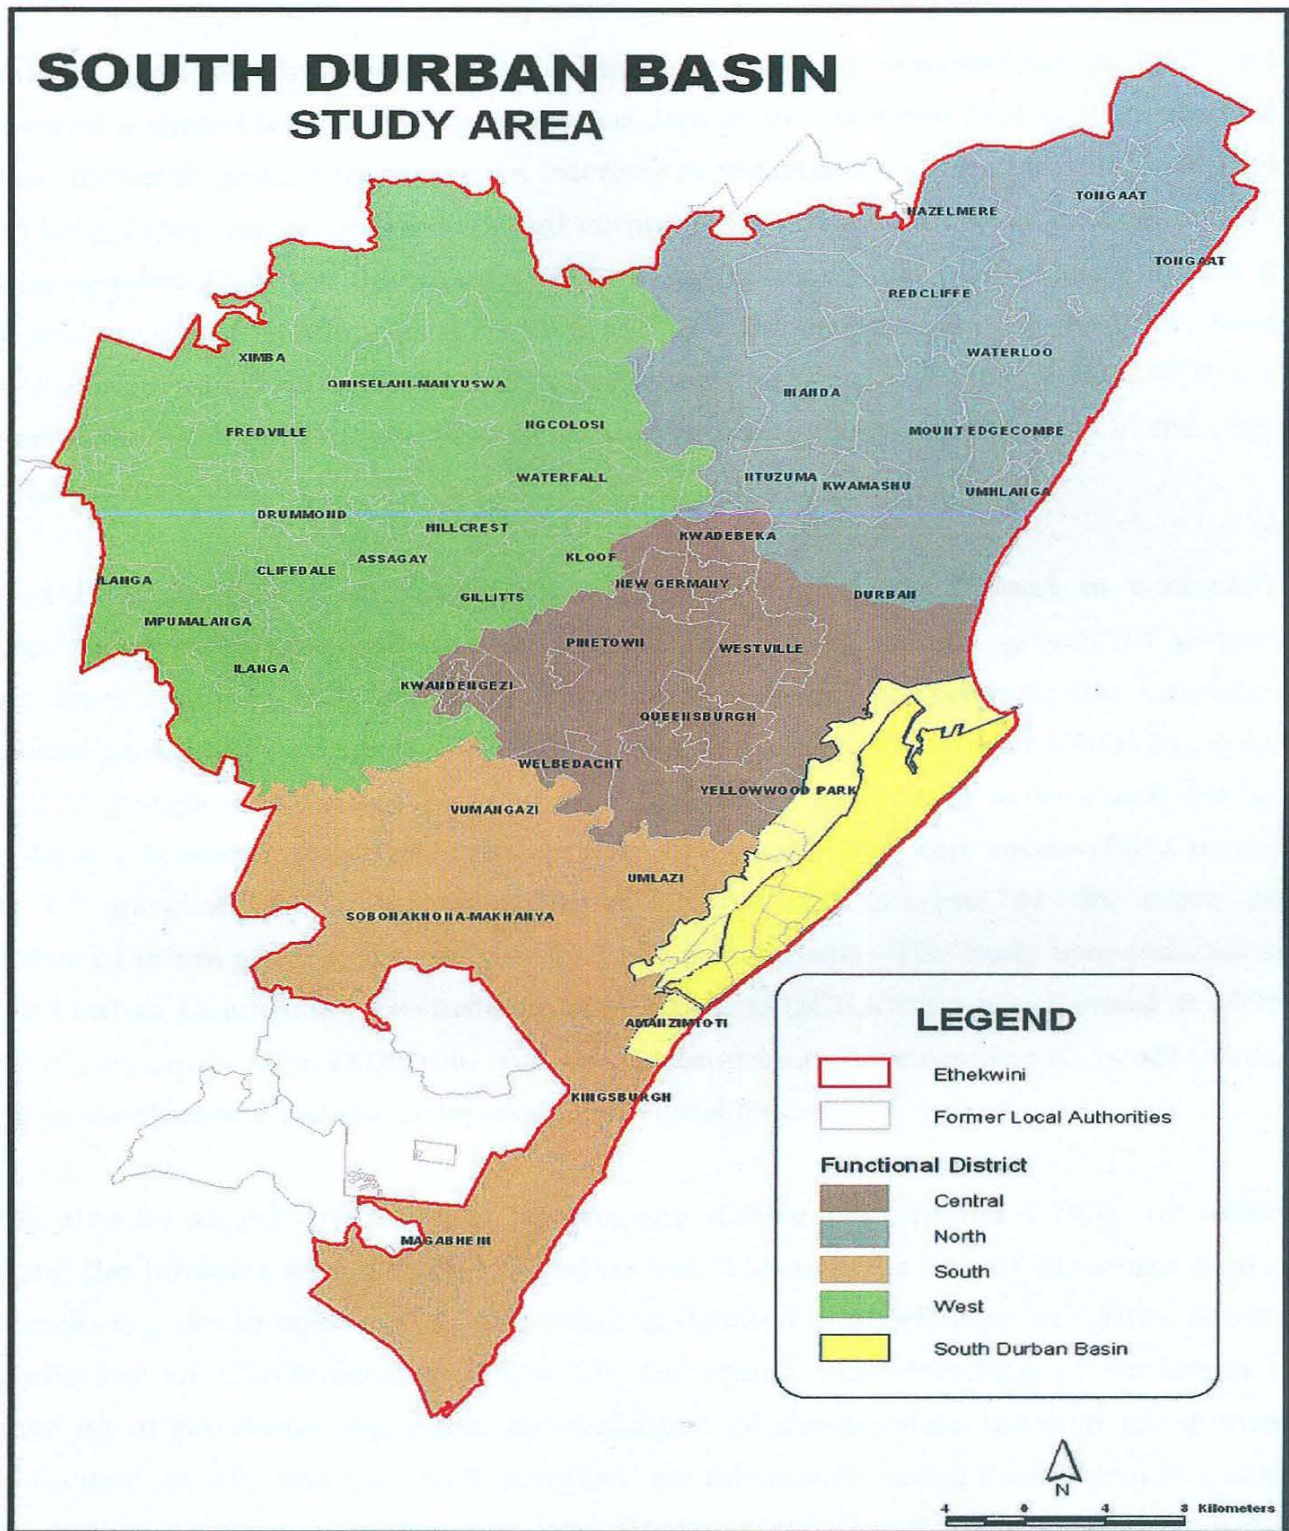 SOUTH DURBAN BASIN
STUDY AREA
TONGAAT
HAZELMERE
TONGAAT
REDCLIFFE
WATERLOO
XIMBA
QINISELANI-MANYUSWA
INANDA
NGCOLOSI
FREDVILLE
MOUNT EDGECOMBE
WATERFALL
NTUZUMA
KWAMASHU
UMHLANGA
DRUMMOND
HILLCREST
KWADEBEKA
ASSAGAY
KLOOF
CLIFFDALE
ILANGA
NEW GERMANY
GILLITTS
DURBAN
MPUMALANGA
PINETOWN
WESTVILLE
ILANGA
KWANDENGEZI
QUEENSBURGH
WELBEDACHT
YELLOWWOOD PARK
VUMANGAZI
UMLAZI
SOBONAKHONA-MAKHANYA
AMANZIMTOTI
KINGSBURGH
MAGABHENI
LEGEND
Ethekwini
Former Local Authorities
Functional District
Central
North
South
West
South Durban Basin
N
4 0 4 8 Kilometers